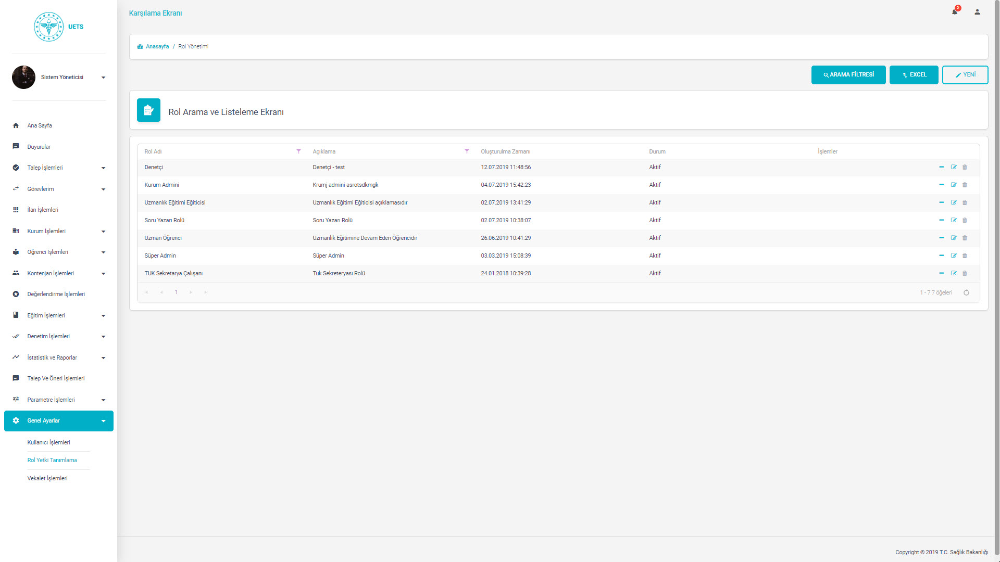 UETS
Sistem Yöneticisi
Ana Sayfa
Duyurular
Talep İşlemleri
Görevlerim
İlan İşlemleri
Kurum İşlemleri
Öğrenci İşlemleri
Kontenjan İşlemleri
Değerlendirme İşlemleri
Eğitim İşlemleri
Denetim İşlemleri
İstatistik ve Raporlar
Talep Ve Öneri İşlemleri
Parametre İşlemleri
Genel Ayarlar
Kullanıcı İşlemleri
Rol Yetki Tanımlama
Vekalet İşlemleri
Karşılama Ekranı
0
Anasayfa / Rol Yönetimi
ARAMA FİLTRESİ EXCEL YENİ
Rol Arama ve Listeleme Ekranı
Rol Adı Açıklama Oluşturulma Zamanı Durum İşlemler
Denetçi Denetçi - test 12.07.2019 11:48:56 Aktif
Kurum Admini Krumj admini asrotsdkmgk 04.07.2019 15:42:23 Aktif
Uzmanlık Eğitimi Eğiticisi Uzmanlık Eğitimi Eğiticisi açıklamasıdır 02.07.2019 13:41:29 Aktif
Soru Yazarı Rolü Soru Yazarı Rolü 02.07.2019 10:38:07 Aktif
Uzman Öğrenci Uzmanlık Eğitimine Devam Eden Öğrencidir 26.06.2019 10:41:29 Aktif
Süper Admin Süper Admin 03.03.2019 15:08:39 Aktif
TUK Sekretarya Çalışanı Tuk Sekreteryası Rolü 24.01.2018 10:39:28 Aktif
1 1 - 7 7 öğeleri
Copyright © 2019 T.C. Sağlık Bakanlığı